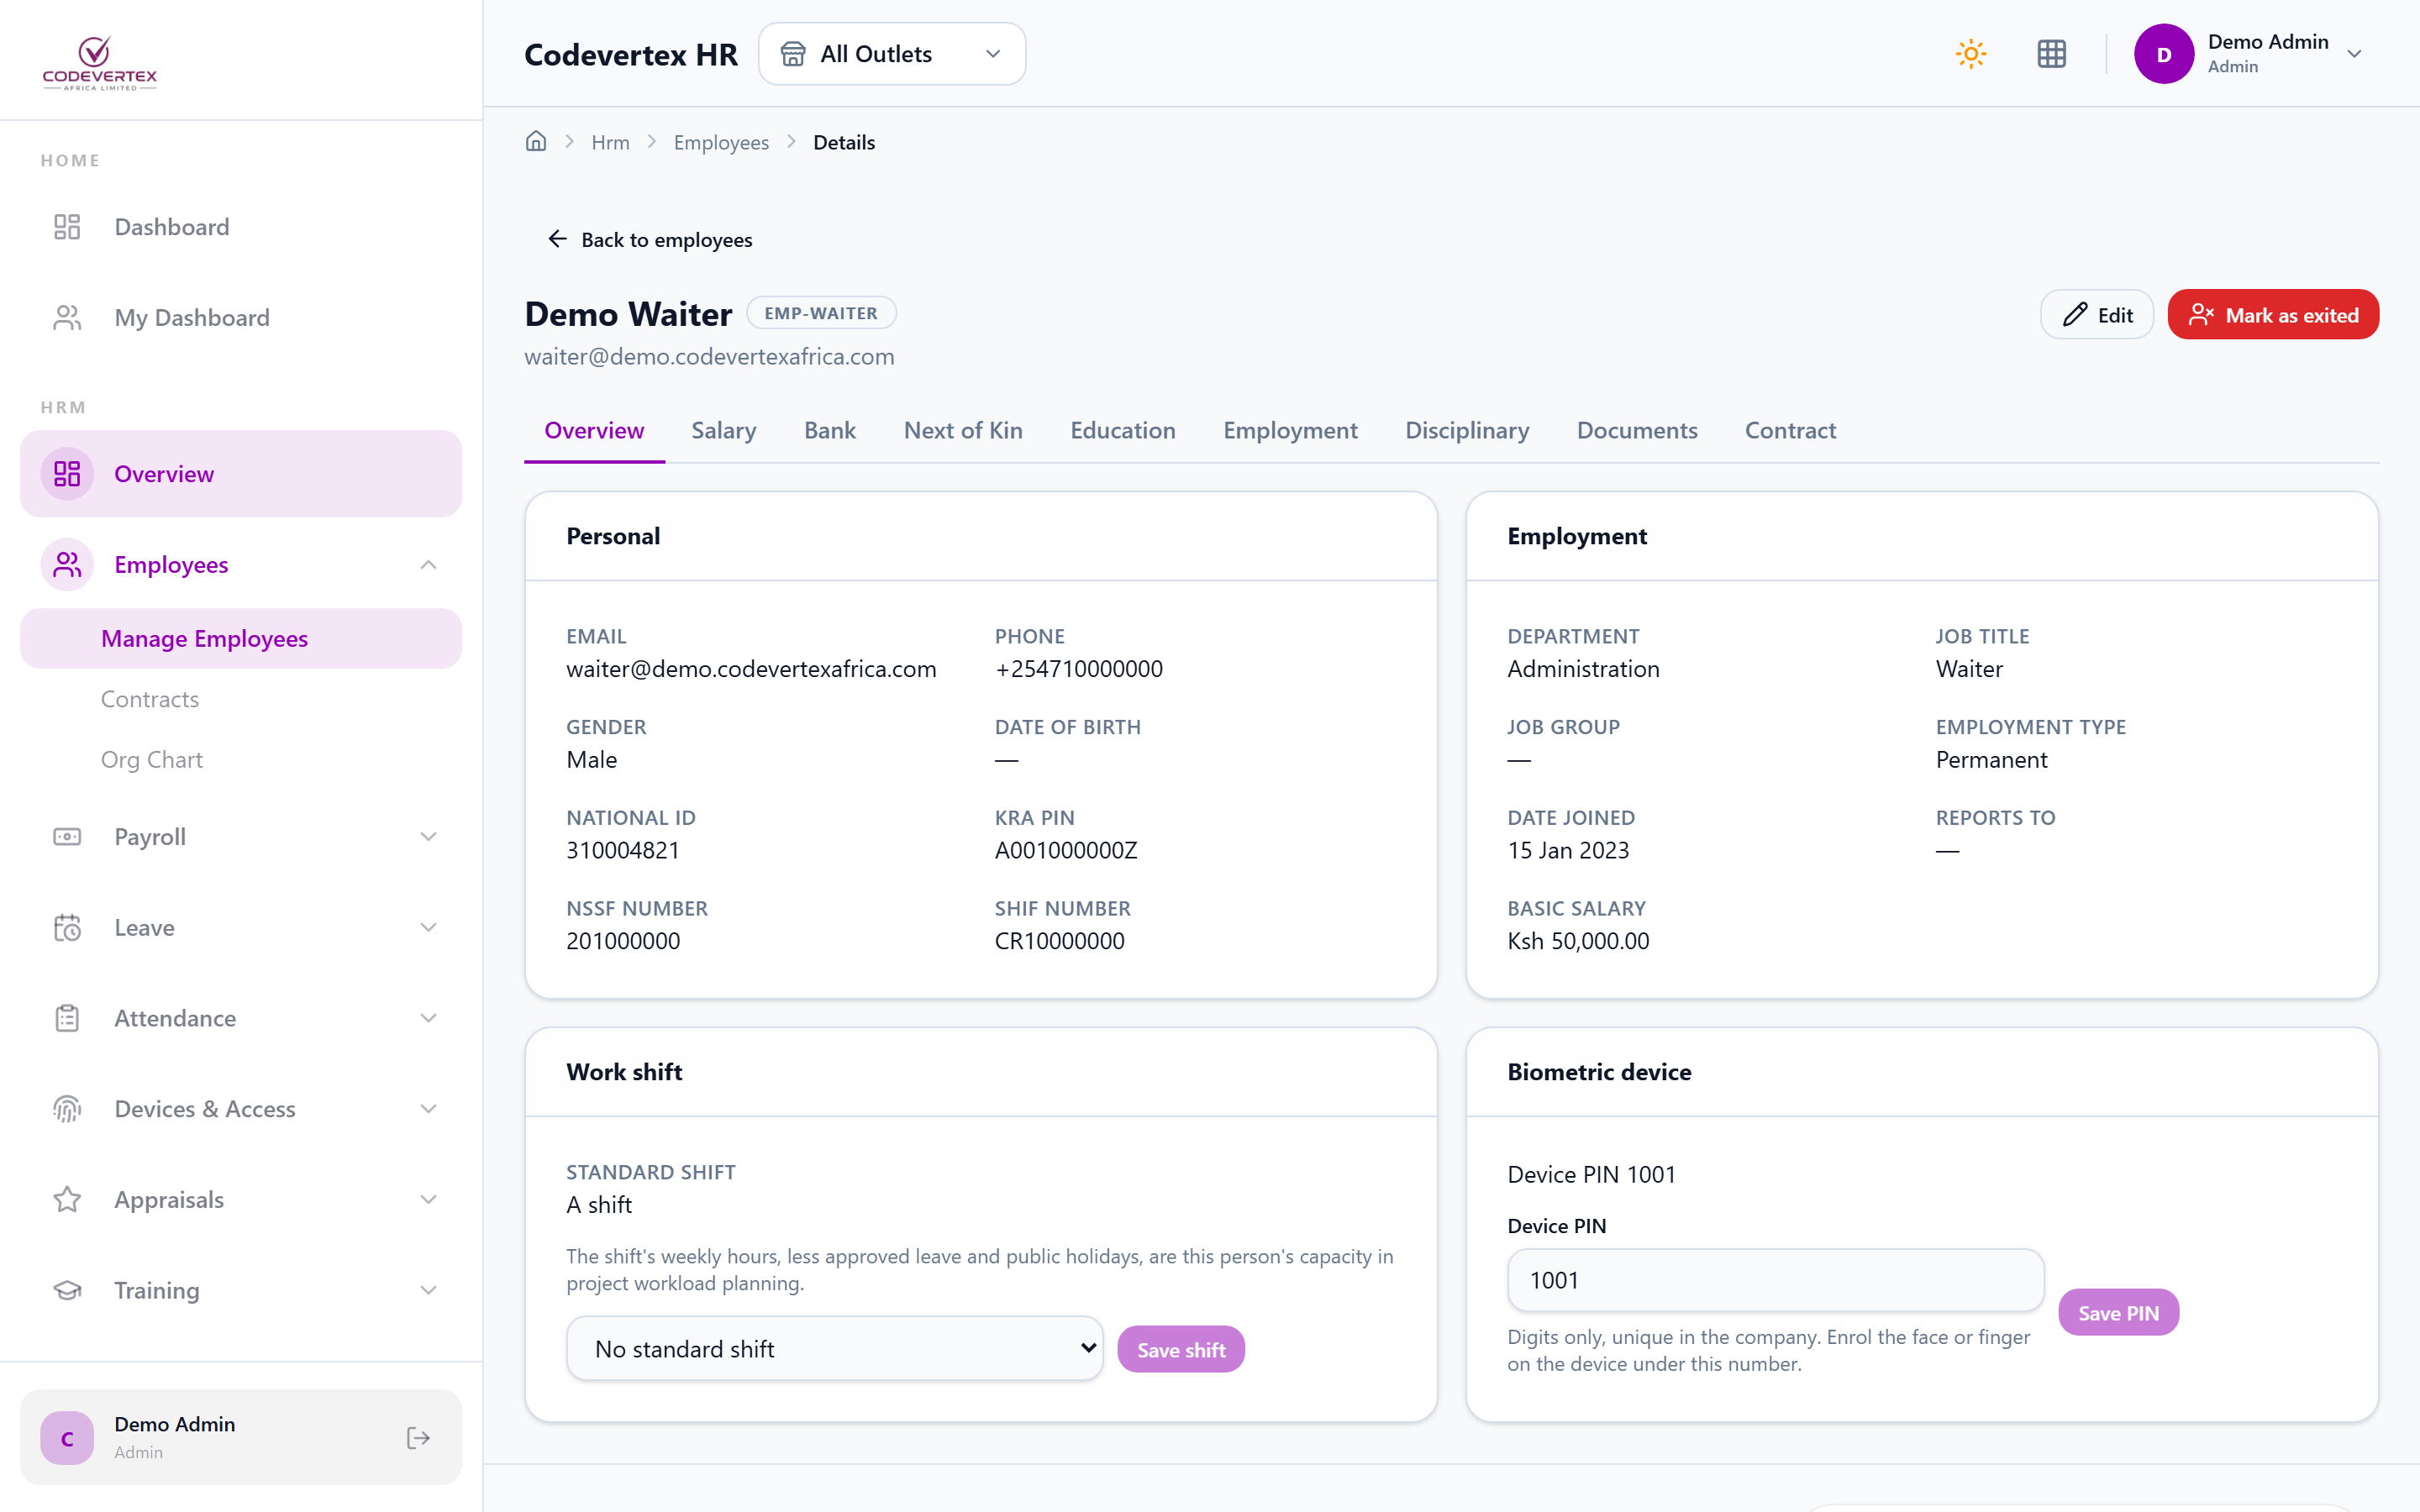 CODEVERTEX
AFRICA LIMITED
HOME
Dashboard
My Dashboard
HRM
Overview
Employees
Manage Employees
Contracts
Org Chart
Payroll
Leave
Attendance
Devices & Access
Appraisals
Training
C
Demo Admin
Admin
Codevertex HR
All Outlets
D
Demo Admin
Admin
Hrm
Employees
Details
Back to employees
Demo Waiter
EMP-WAITER
waiter@demo.codevertexafrica.com
Edit
Mark as exited
Overview
Salary
Bank
Next of Kin
Education
Employment
Disciplinary
Documents
Contract
Personal
EMAIL
waiter@demo.codevertexafrica.com
PHONE
+254710000000
GENDER
Male
DATE OF BIRTH
—
NATIONAL ID
310004821
KRA PIN
A001000000Z
NSSF NUMBER
201000000
SHIF NUMBER
CR10000000
Employment
DEPARTMENT
Administration
JOB TITLE
Waiter
JOB GROUP
—
EMPLOYMENT TYPE
Permanent
DATE JOINED
15 Jan 2023
REPORTS TO
—
BASIC SALARY
Ksh 50,000.00
Work shift
STANDARD SHIFT
A shift
The shift's weekly hours, less approved leave and public holidays, are this person's capacity in
project workload planning.
No standard shift
Save shift
Biometric device
Device PIN 1001
Device PIN
1001
Save PIN
Digits only, unique in the company. Enrol the face or finger
on the device under this number.